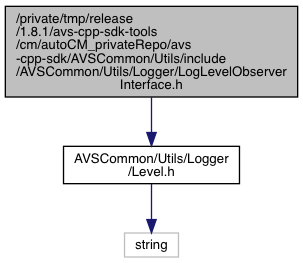 /private/tmp/release
/1.8.1/avs-cpp-sdk-tools
/cm/autoCM_privateRepo/avs
-cpp-sdk/AVSCommon/Utils/include
/AVSCommon/Utils/Logger/LogLevelObserver
Interface.h
AVSCommon/Utils/Logger
/Level.h
string